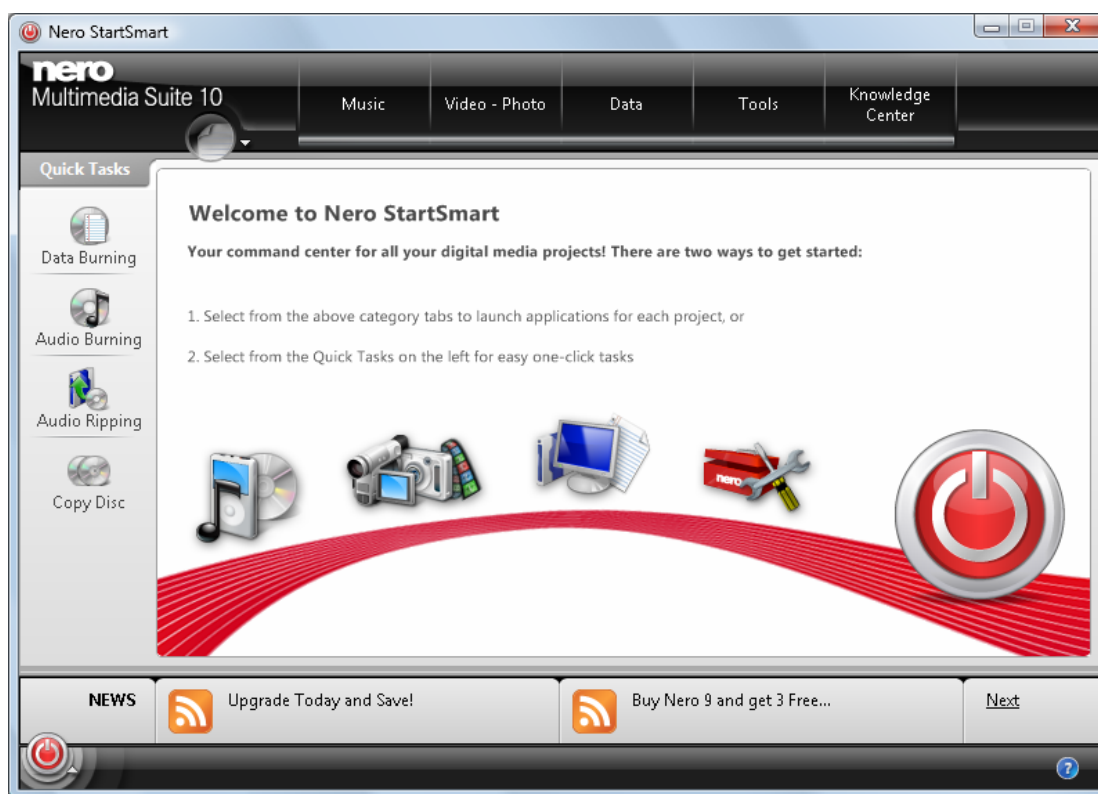 Nero StartSmart
nero
Multimedia Suite 10
Music
Video - Photo
Data
Tools
Knowledge
Center
Quick Tasks
Data Burning
Audio Burning
Audio Ripping
Copy Disc
Welcome to Nero StartSmart
Your command center for all your digital media projects! There are two ways to get started:
1. Select from the above category tabs to launch applications for each project, or
2. Select from the Quick Tasks on the left for easy one-click tasks
nero
NEWS
Upgrade Today and Save!
Buy Nero 9 and get 3 Free...
Next
?